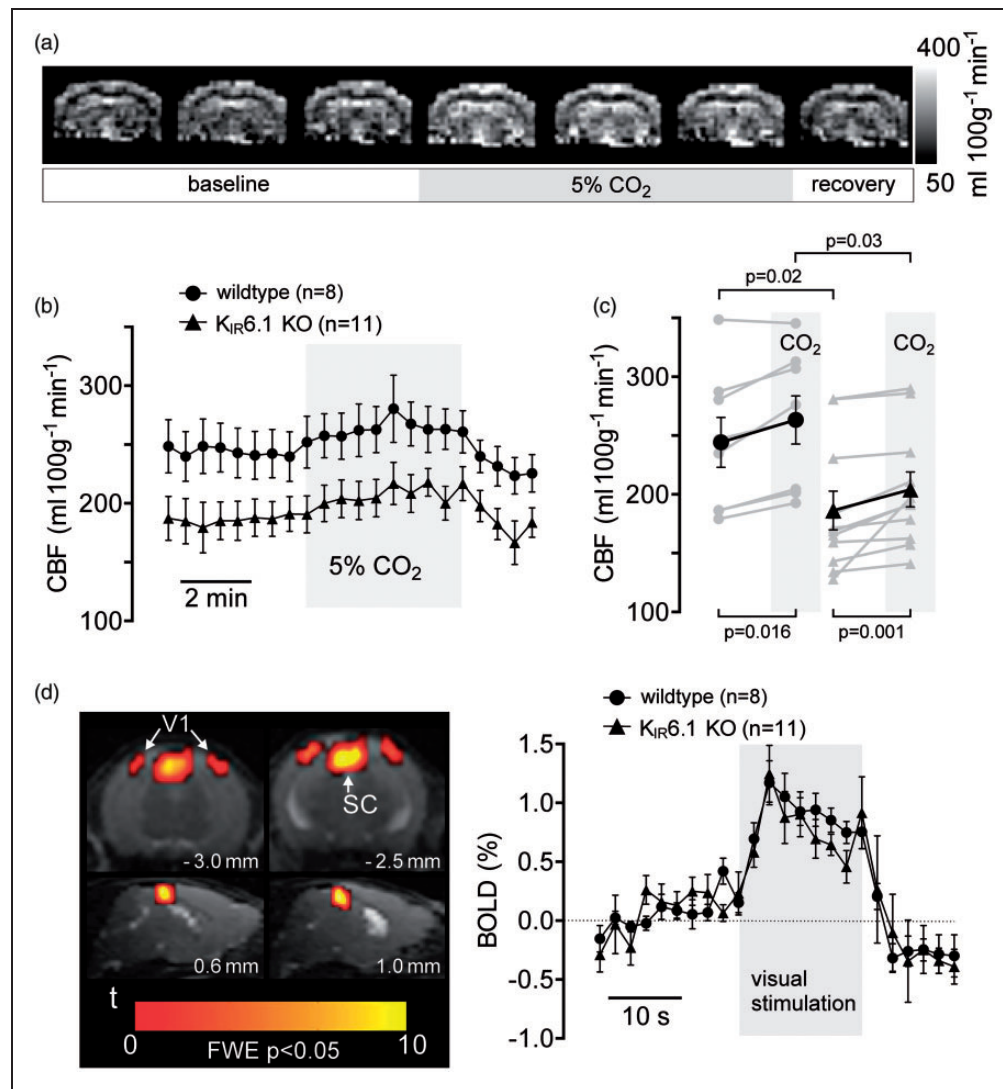 (a)
400
50
ml 100g⁻¹ min⁻¹
baseline
5% CO₂
recovery
(b)
wildtype (n=8)
K_IR6.1 KO (n=11)
CBF (ml 100g⁻¹ min⁻¹)
300
200
100
5% CO₂
2 min
(c)
p=0.03
p=0.02
CO₂
CO₂
CBF (ml 100g⁻¹ min⁻¹)
300
200
100
p=0.016
p=0.001
(d)
V1
SC
-3.0 mm
-2.5 mm
0.6 mm
1.0 mm
t
0
FWE p<0.05
10
wildtype (n=8)
K_IR6.1 KO (n=11)
BOLD (%)
1.5
1.0
0.5
0.0
-0.5
-1.0
10 s
visual
stimulation